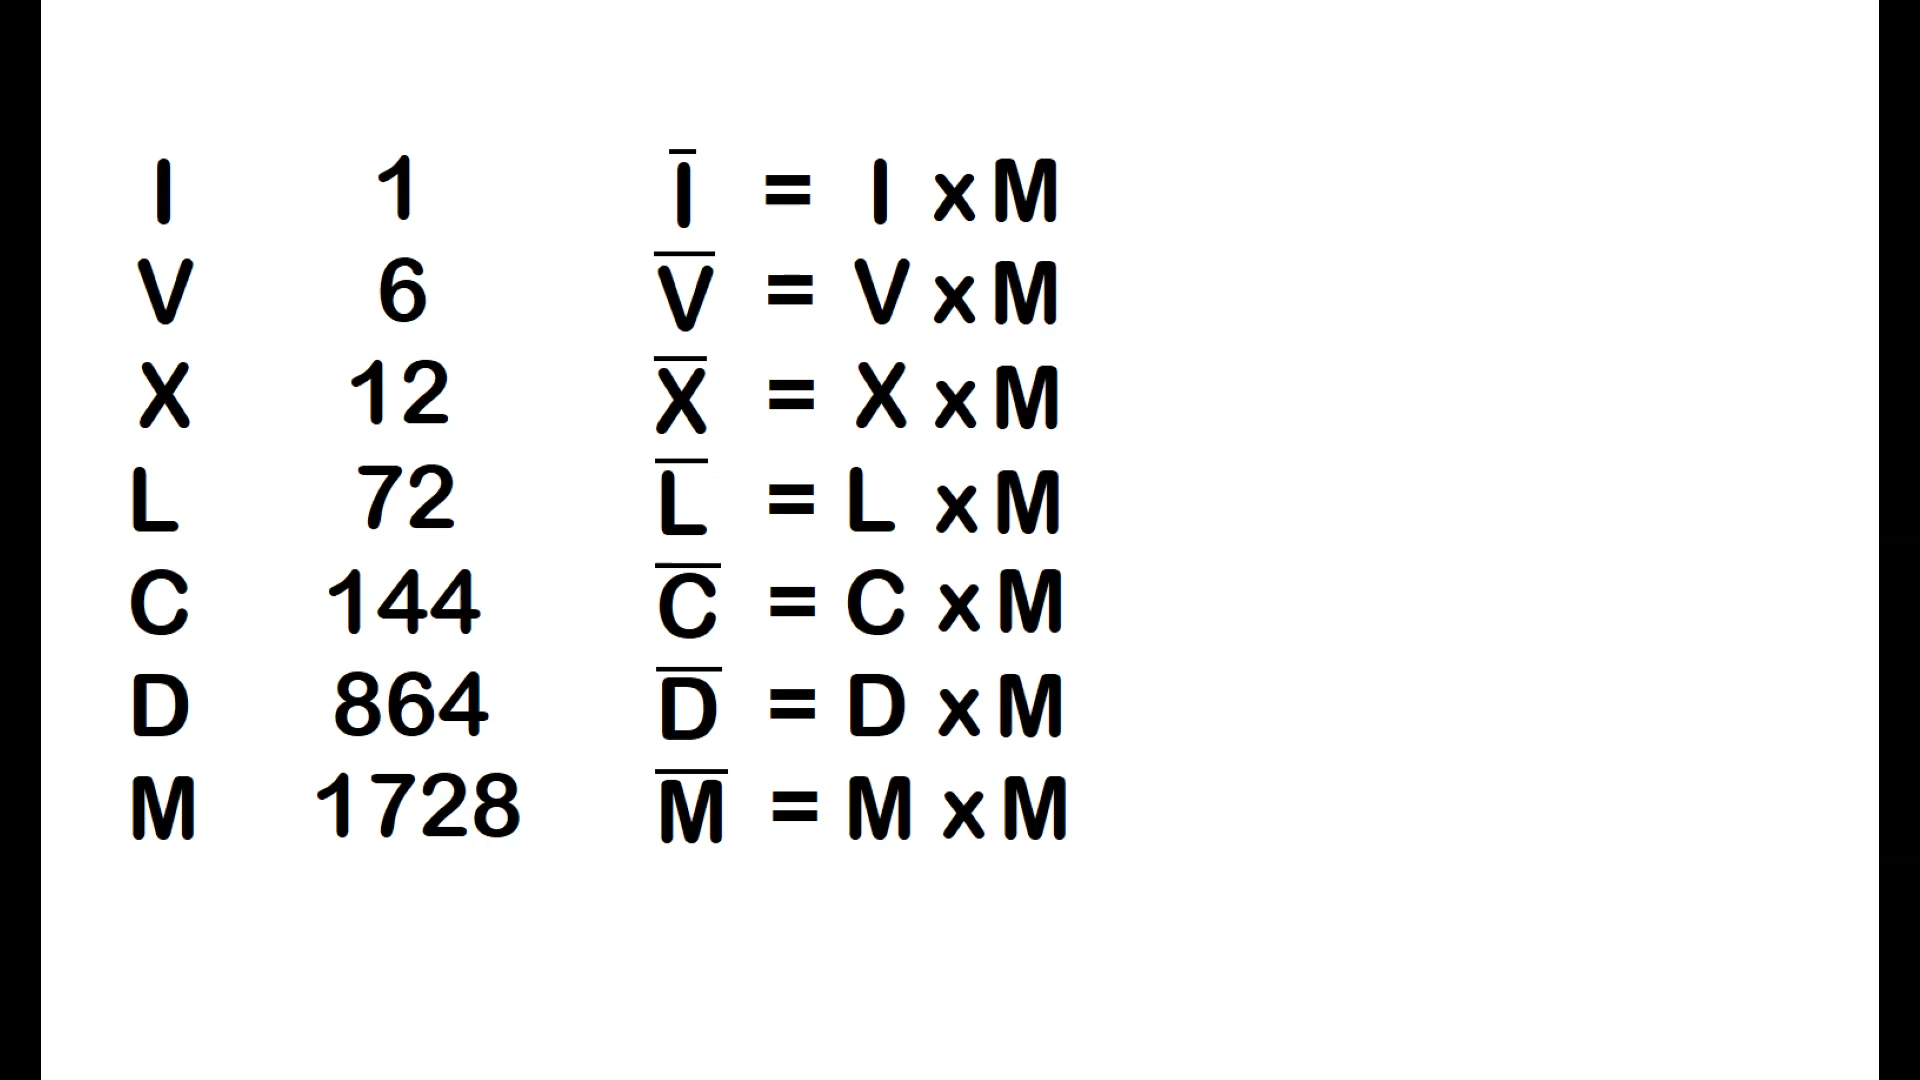 I 1 I̅ = I x M
V 6 V̅ = V x M
X 12 X̅ = X x M
L 72 L̅ = L x M
C 144 C̅ = C x M
D 864 D̅ = D x M
M 1728 M̅ = M x M